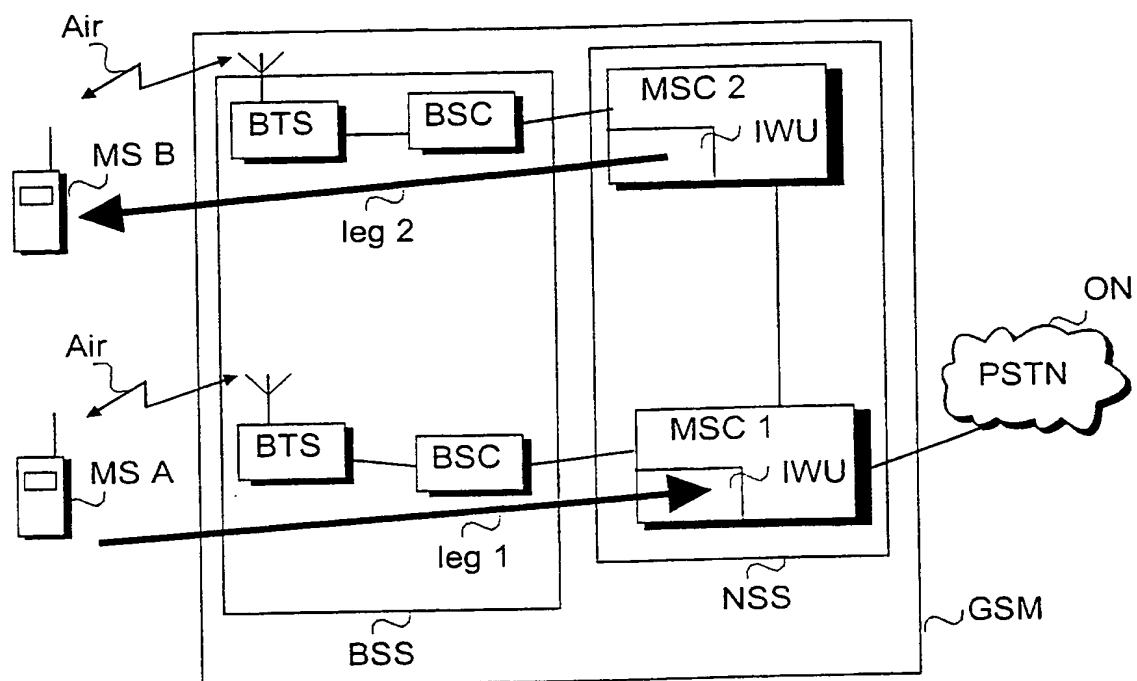 Air
MSC 2
BTS
BSC
IWU
MS B
leg 2
ON
Air
PSTN
MSC 1
BTS
BSC
IWU
MS A
leg 1
NSS
GSM
BSS